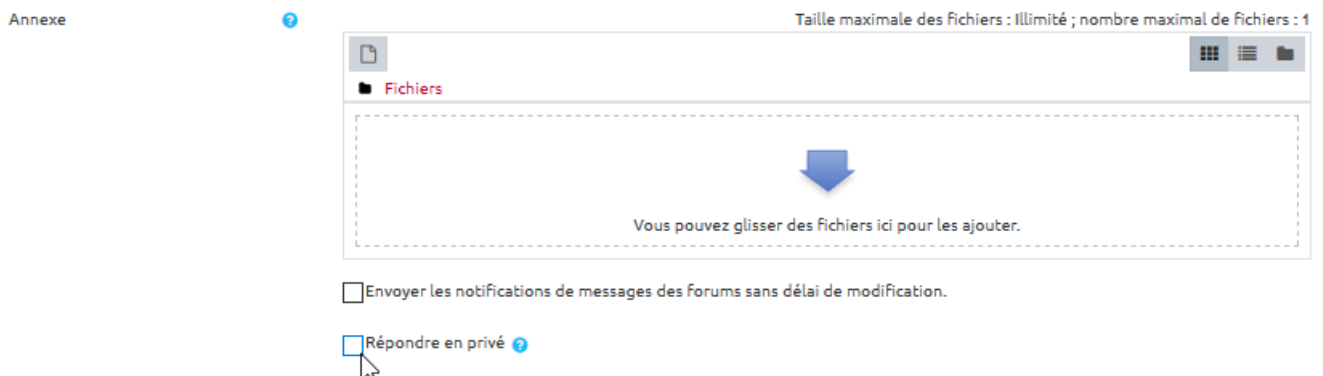 Annexe
Taille maximale des fichiers : Illimité ; nombre maximal de fichiers : 1
Fichiers
Vous pouvez glisser des fichiers ici pour les ajouter.
Envoyer les notifications de messages des forums sans délai de modification.
Répondre en privé